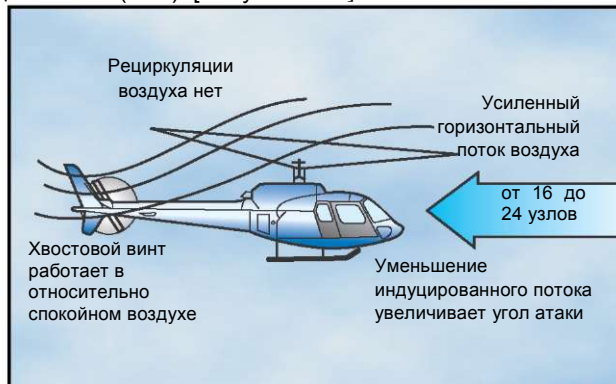 Рециркуляции
воздуха нет
Усиленный
горизонтальный
поток воздуха
от 16 до
24 узлов
Хвостовой винт
работает в
относительно
спокойном воздухе
Уменьшение
индуцированного потока
увеличивает угол атаки